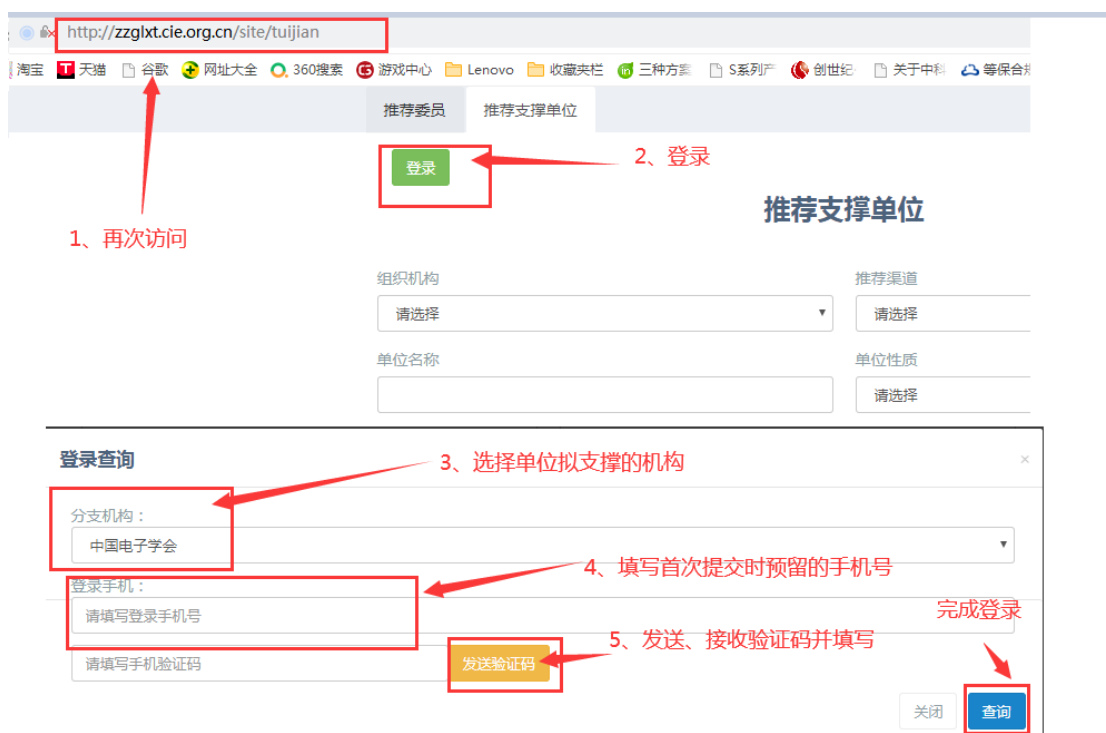 http://zzglxt.cie.org.cn/site/tuijian
淘宝 天猫 谷歌 网址大全 360搜索 游戏中心 Lenovo 收藏夹栏 三种方案 S系列产 创世纪 关于中科 等保合规
推荐委员 推荐支撑单位
登录 2、登录
推荐支撑单位
1、再次访问
组织机构 推荐渠道
请选择 请选择
单位名称 单位性质
请选择
登录查询 3、选择单位拟支撑的机构 ×
分支机构：
中国电子学会
4、填写首次提交时预留的手机号
登录手机：
请填写登录手机号 完成登录
5、发送、接收验证码并填写
请填写手机验证码 发送验证码
关闭 查询